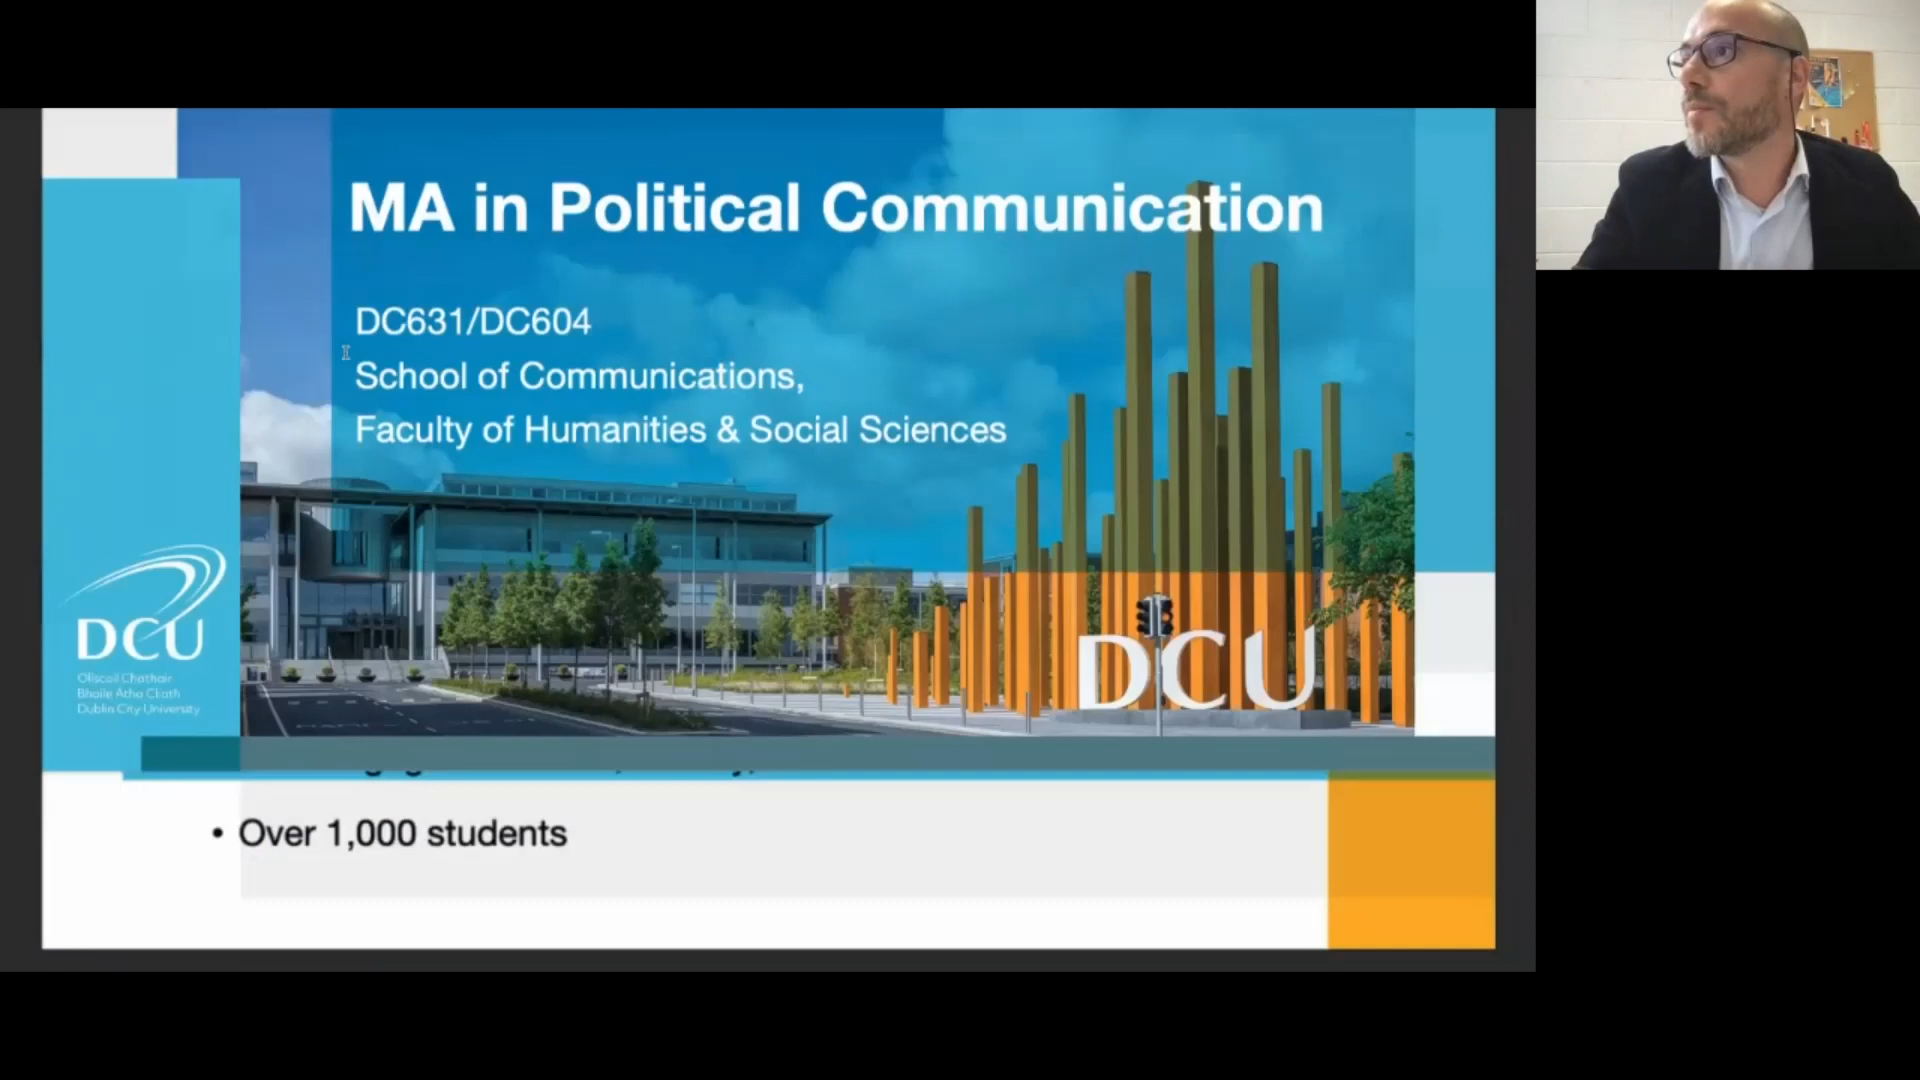 MA in Political Communication
DC631/DC604
School of Communications,
Faculty of Humanities & Social Sciences
DCU
Ollscoil Chathair
Bhaile Átha Cliath
Dublin City University
DCU
• Over 1,000 students